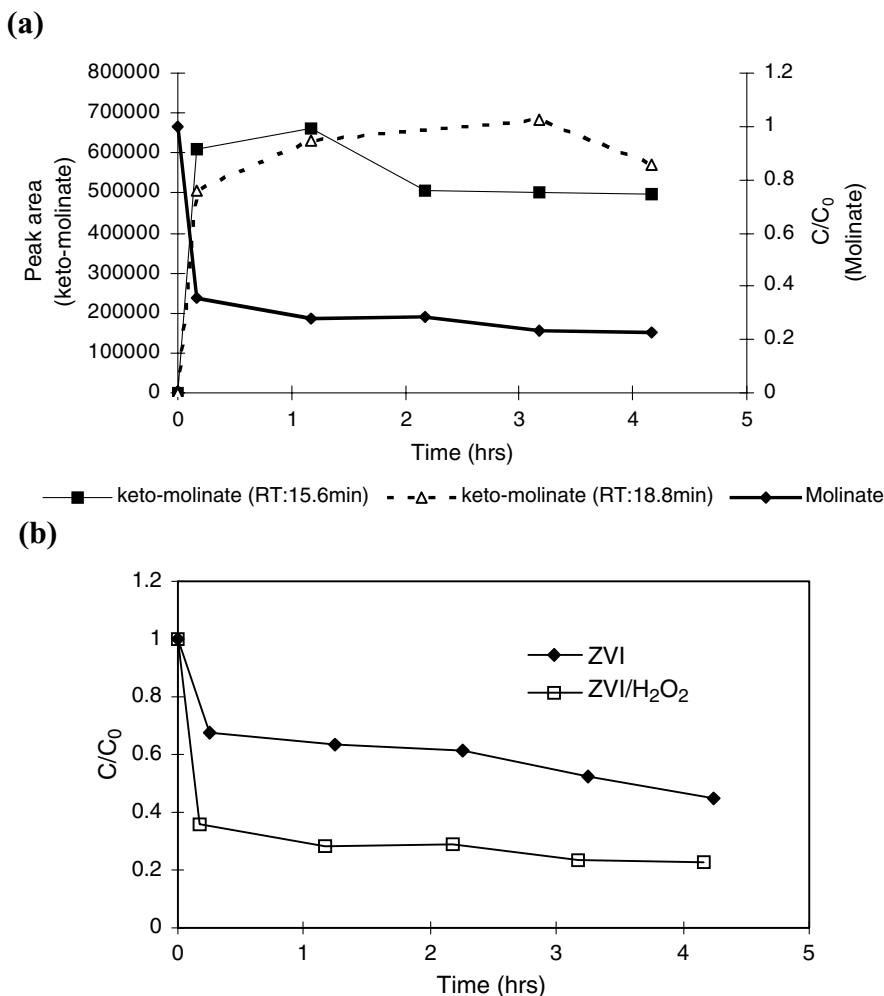 (a)
800000
700000
600000
500000
400000
300000
200000
100000
0
Peak area
(keto-molinate)
1.2
1
0.8
0.6
0.4
0.2
0
C/C₀
(Molinate)
0 1 2 3 4 5
Time (hrs)
keto-molinate (RT:15.6min) keto-molinate (RT:18.8min) Molinate
(b)
1.2
1
0.8
0.6
0.4
0.2
0
C/C₀
ZVI
ZVI/H₂O₂
0 1 2 3 4 5
Time (hrs)